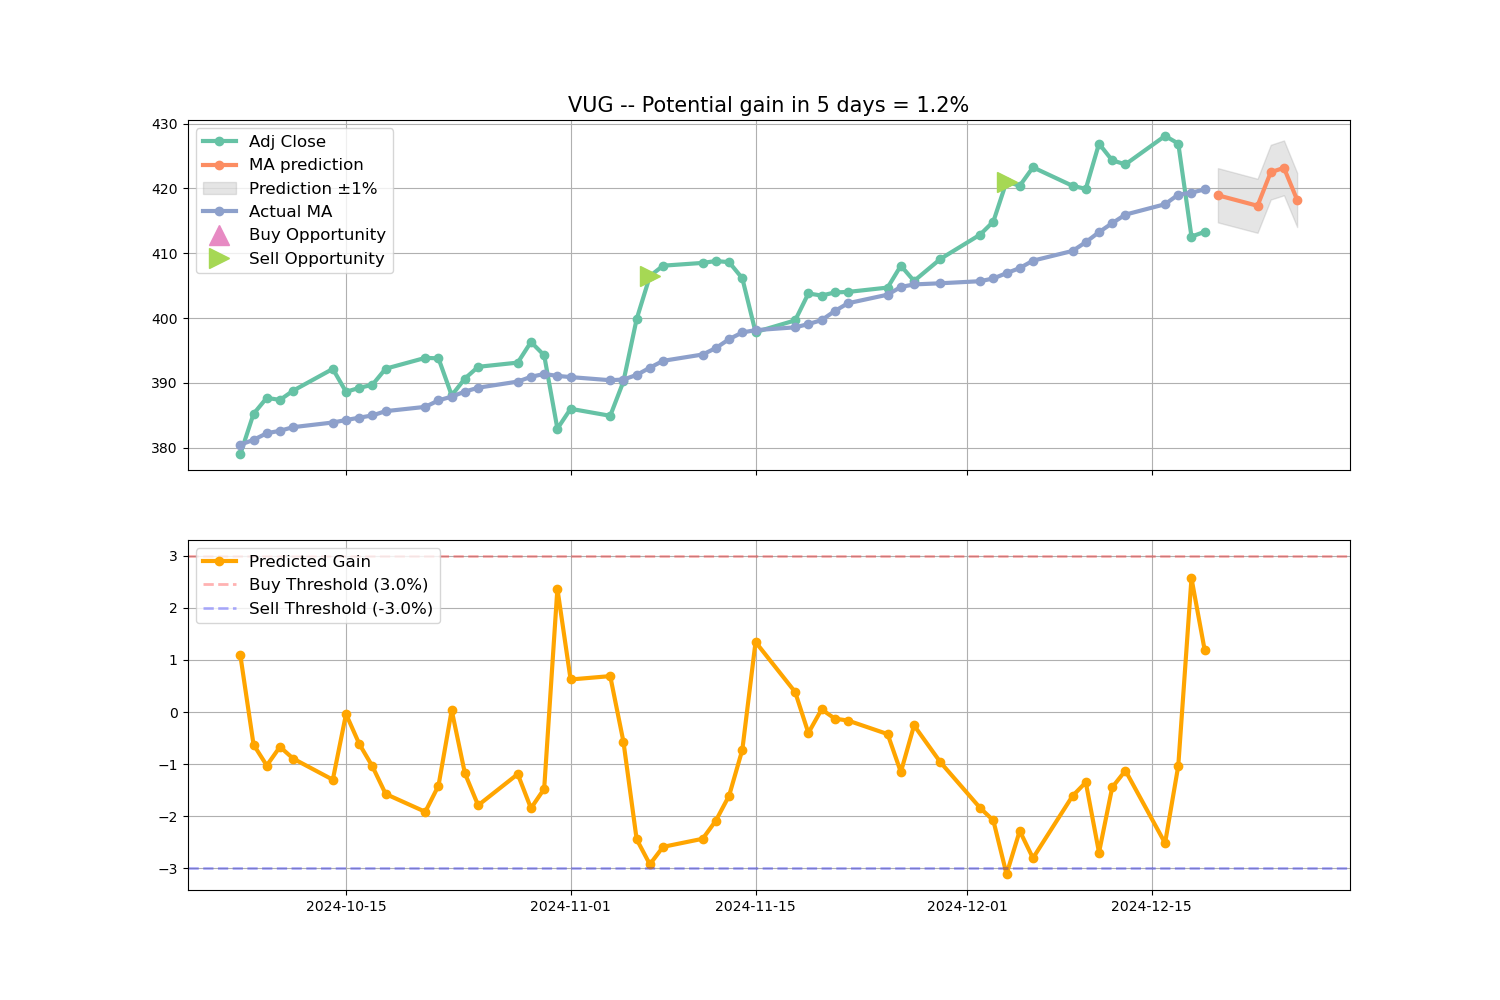 VUG -- Potential gain in 5 days = 1.2%
430
420
410
400
390
380
Adj Close
MA prediction
Prediction ±1%
Actual MA
Buy Opportunity
Sell Opportunity
3
2
1
0
−1
−2
−3
Predicted Gain
Buy Threshold (3.0%)
Sell Threshold (-3.0%)
2024-10-15 2024-11-01 2024-11-15 2024-12-01 2024-12-15